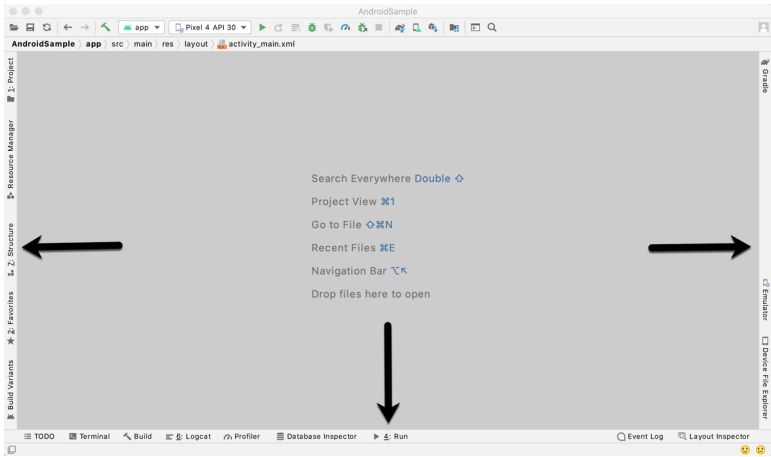 AndroidSample
app
Pixel 4 API 30
AndroidSample app src main res layout activity_main.xml
1: Project
Resource Manager
Z: Structure
2: Favorites
Build Variants
Search Everywhere Double ⇧
Project View ⌘1
Go to File ⇧⌘N
Recent Files ⌘E
Navigation Bar ⌥↖
Drop files here to open
Gradle
Emulator
Device File Explorer
TODO Terminal Build 6: Logcat Profiler Database Inspector 4: Run Event Log Layout Inspector